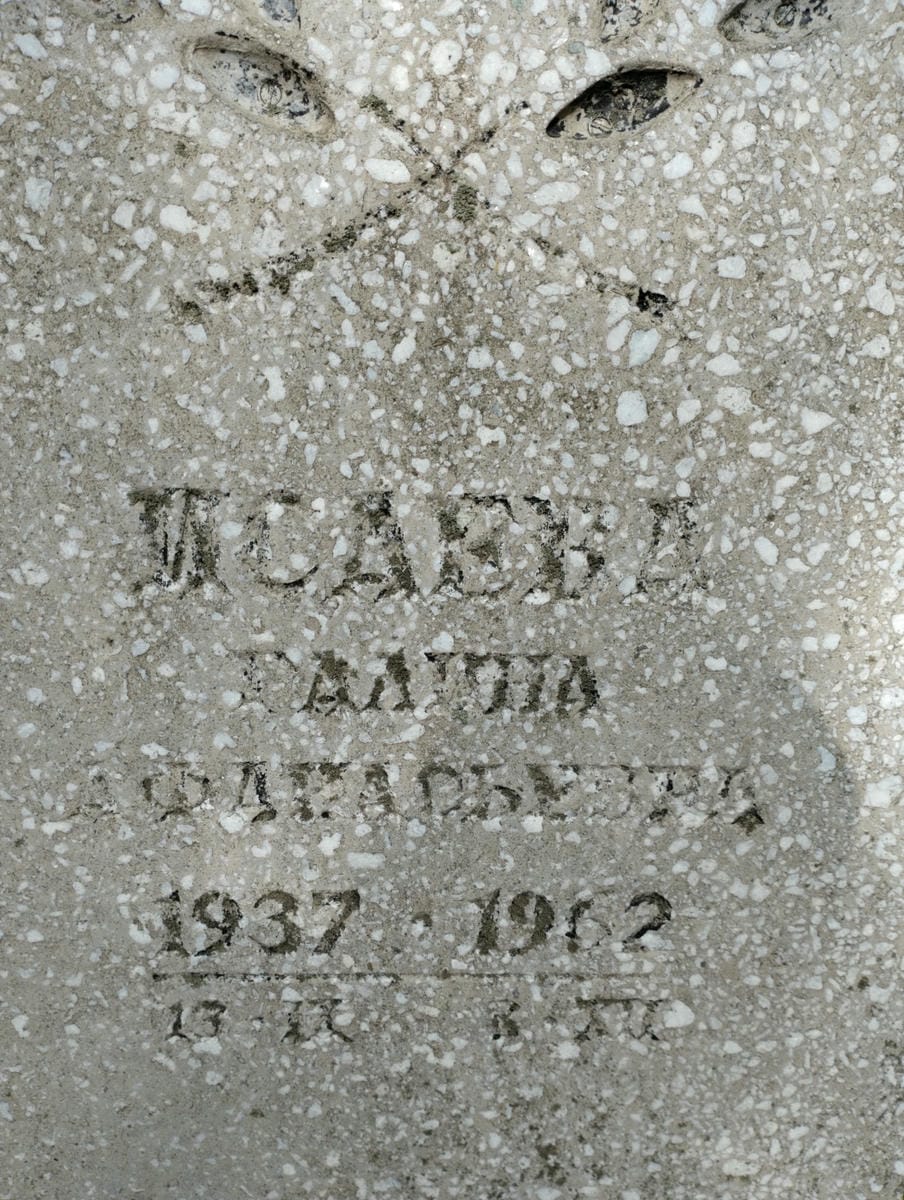 ИСАЕВА
ГАЛИНА
АФАНАСЬЕВНА
1937 · 1962
13 · IX